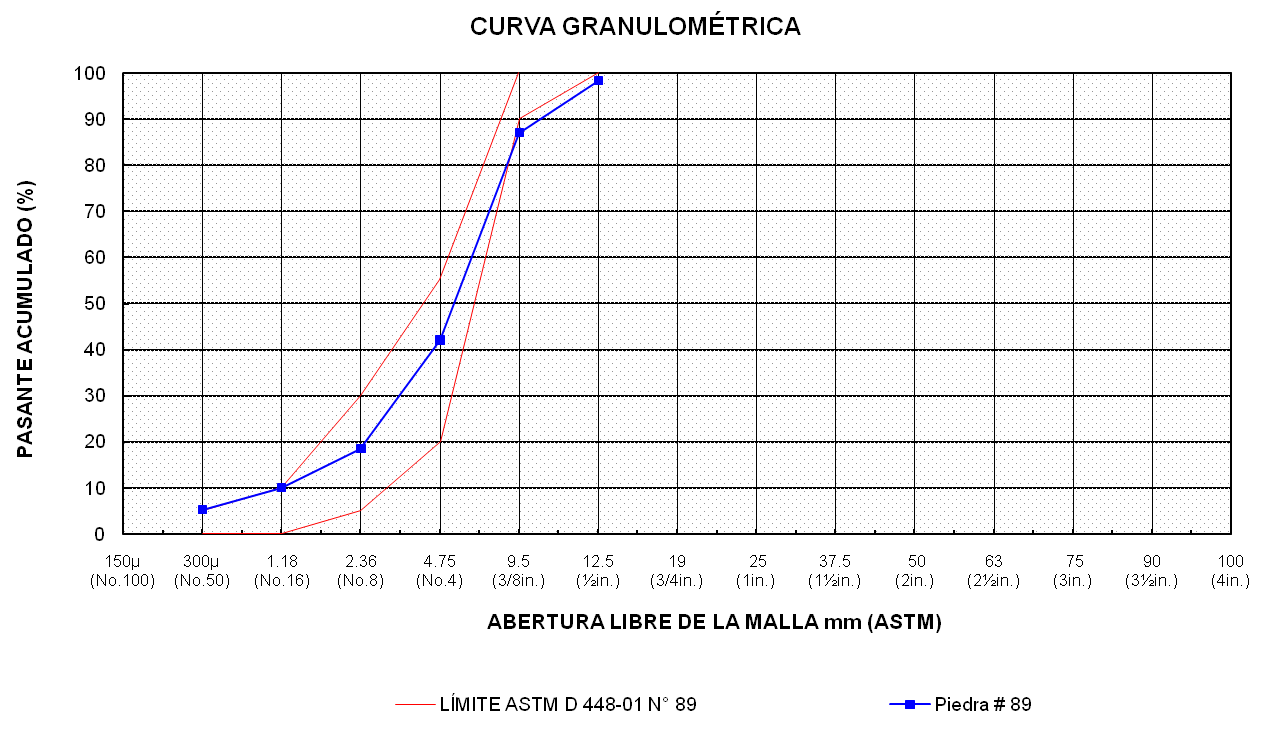 CURVA GRANULOMÉTRICA
PASANTE ACUMULADO (%)
100
90
80
70
60
50
40
30
20
10
0
150µ 300µ 1.18 2.36 4.75 9.5 12.5 19 25 37.5 50 63 75 90 100
(No.100) (No.50) (No.16) (No.8) (No.4) (3/8in.) (½in.) (3/4in.) (1in.) (1½in.) (2in.) (2½in.) (3in.) (3½in.) (4in.)
ABERTURA LIBRE DE LA MALLA mm (ASTM)
LÍMITE ASTM D 448-01 N° 89 Piedra # 89